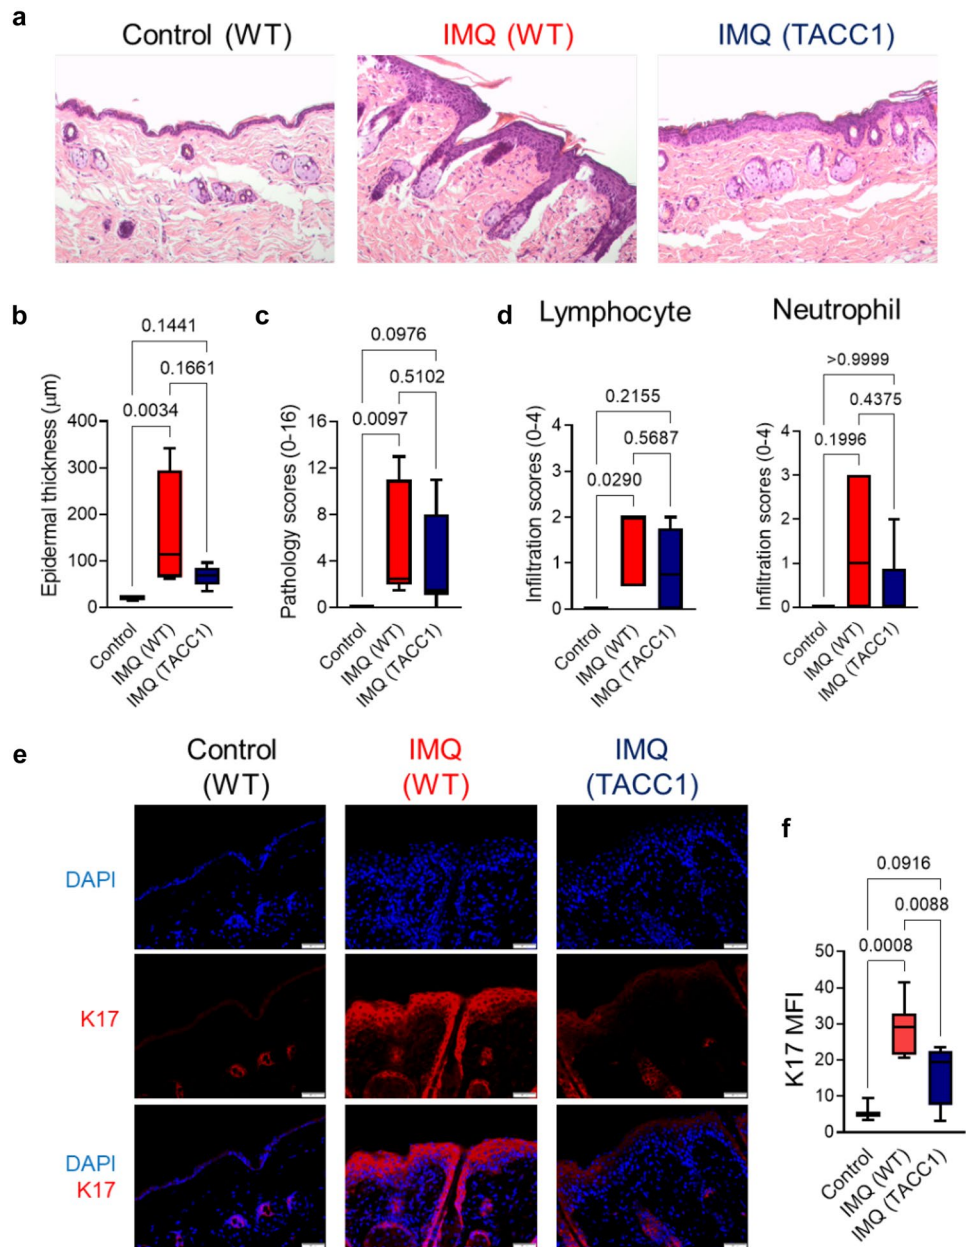 a
Control (WT)
IMQ (WT)
IMQ (TACC1)
b
0.1441
0.1661
0.0034
Epidermal thickness (μm)
400
300
200
100
0
Control
IMQ (WT)
IMQ (TACC1)
c
0.0976
0.5102
0.0097
Pathology scores (0-16)
16
12
8
4
0
Control
IMQ (WT)
IMQ (TACC1)
d
Lymphocyte
0.2155
0.5687
0.0290
Infiltration scores (0-4)
4
3
2
1
0
Control
IMQ (WT)
IMQ (TACC1)
Neutrophil
>0.9999
0.4375
0.1996
Infiltration scores (0-4)
4
3
2
1
0
Control
IMQ (WT)
IMQ (TACC1)
e
Control
(WT)
IMQ
(WT)
IMQ
(TACC1)
DAPI
K17
DAPI
K17
f
0.0916
0.0088
0.0008
K17 MFI
50
40
30
20
10
0
Control
IMQ (WT)
IMQ (TACC1)